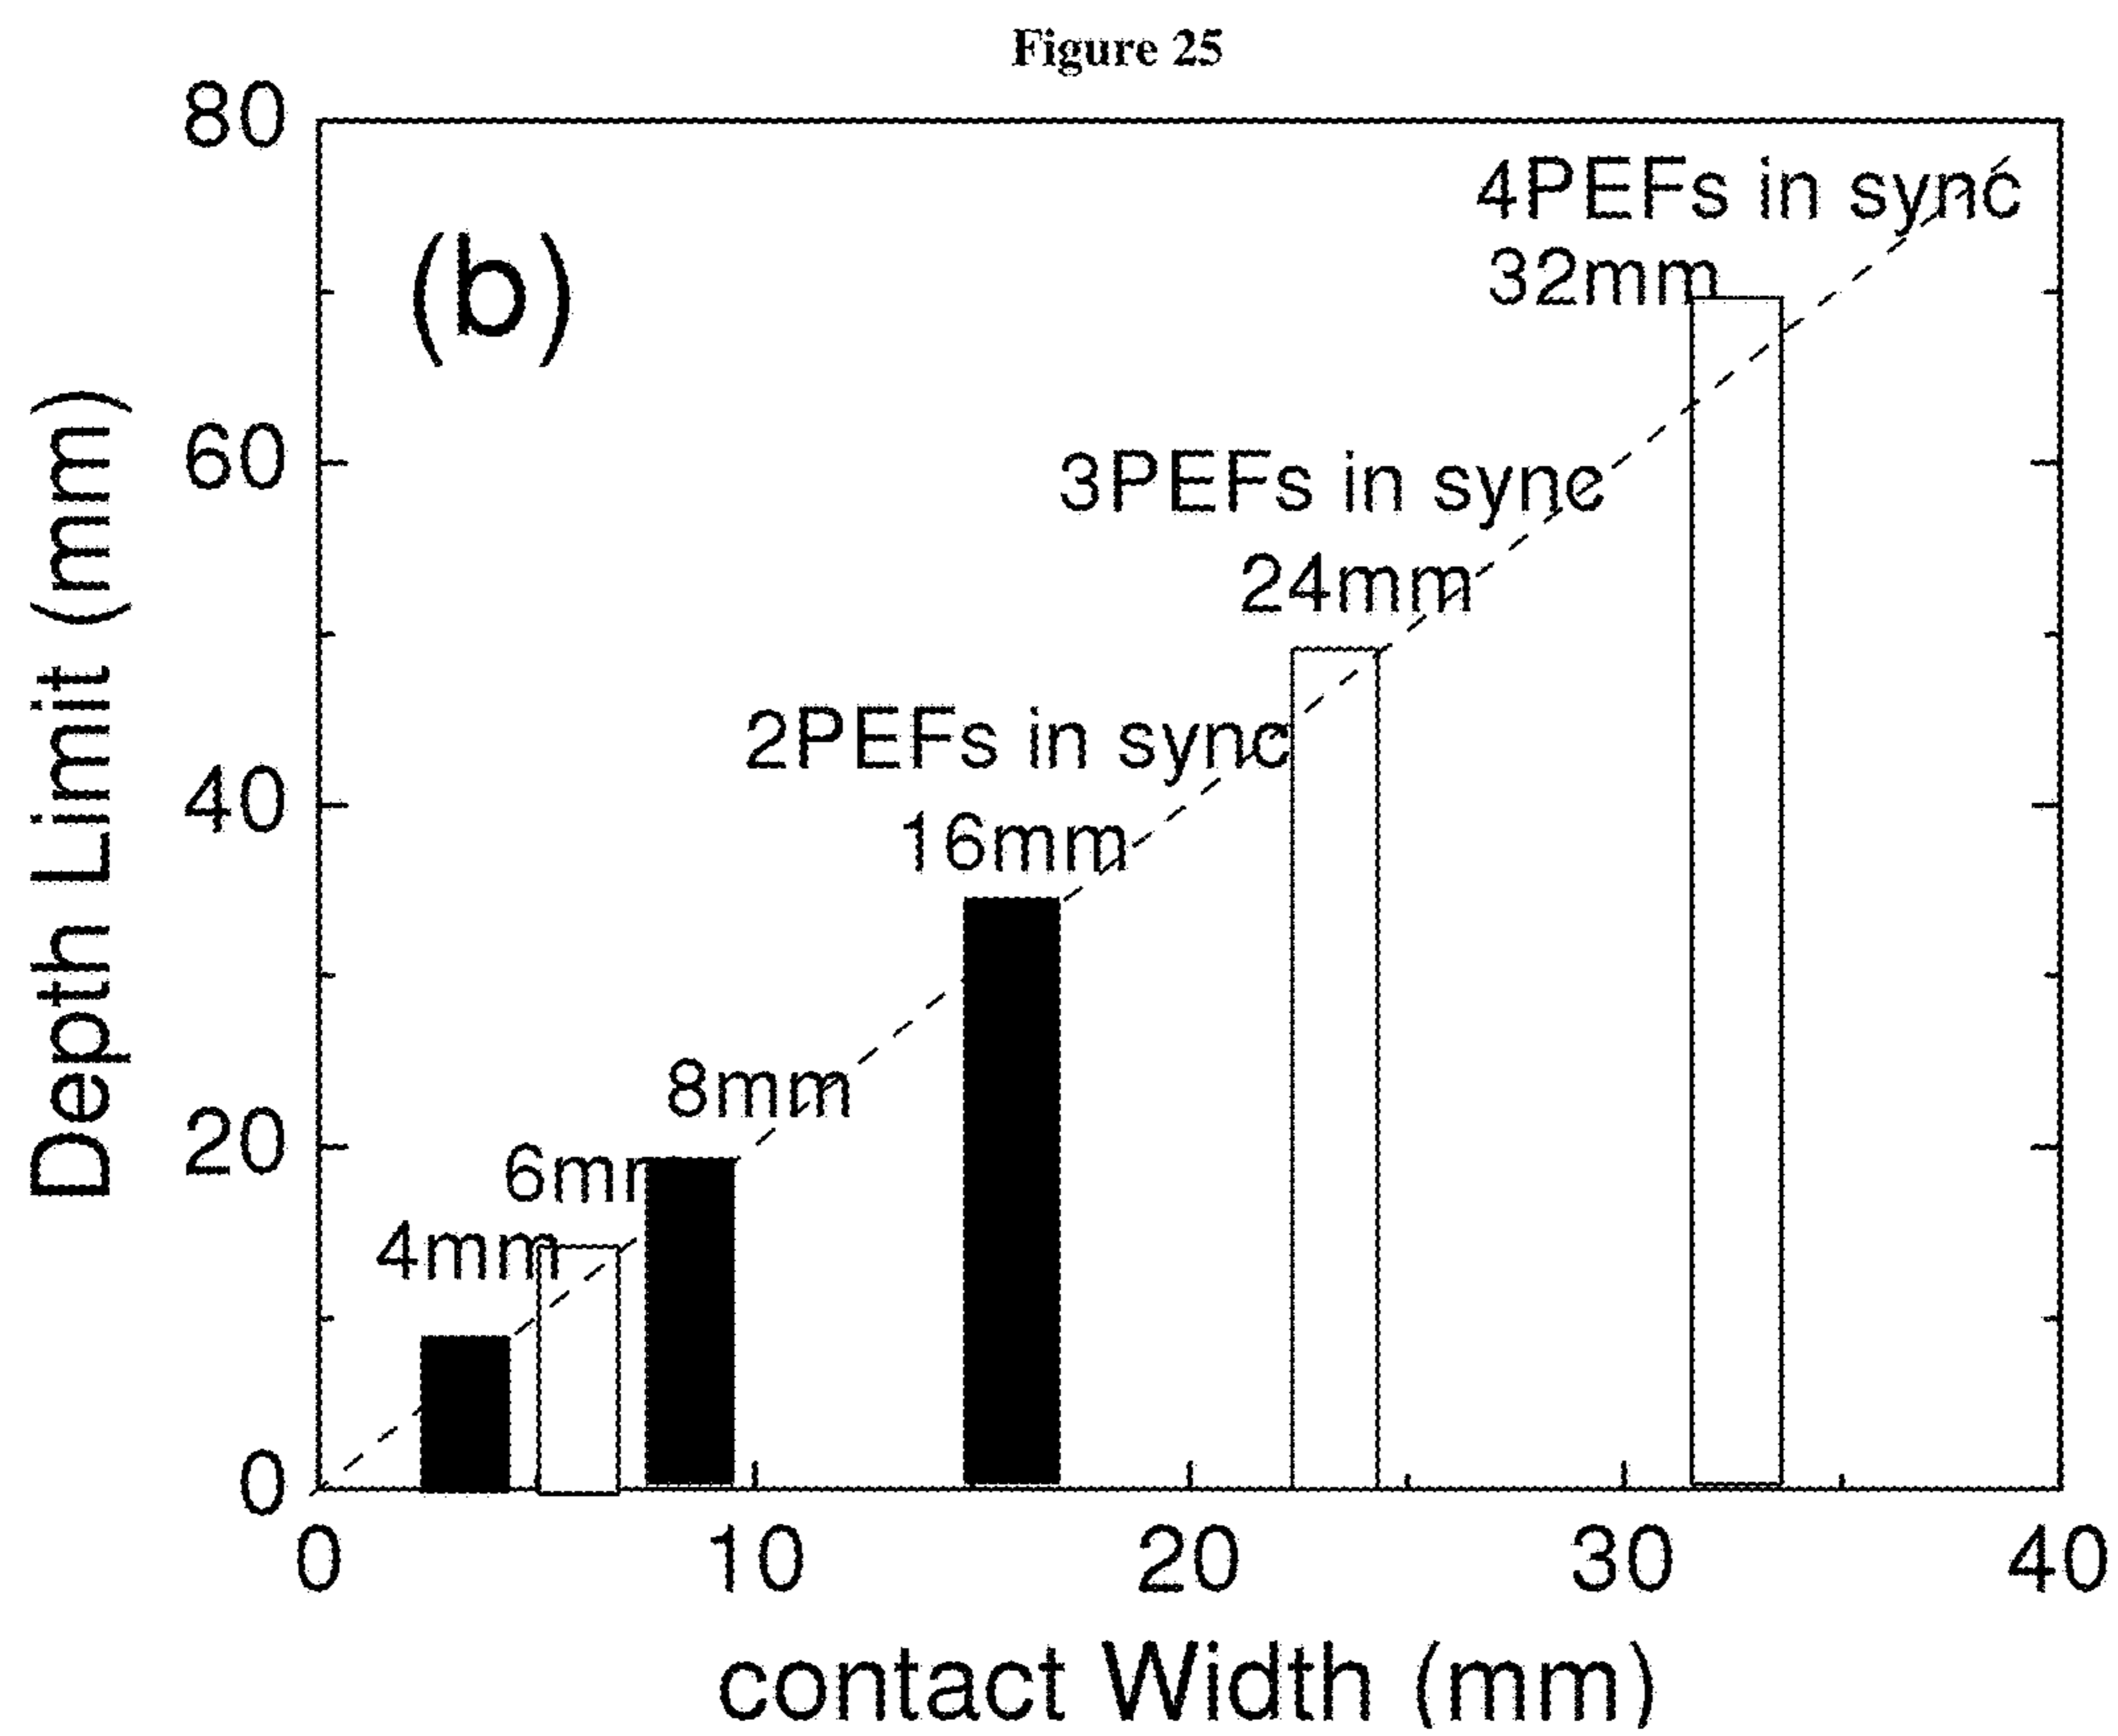 Figure 25
80
(b)
4PEFs in sync
32mm
60
3PEFs in sync
24mm
2PEFs in sync
40
16mm
8mm
20
6mm
4mm
0
0 10 20 30 40
Depth Limit (mm)
contact Width (mm)